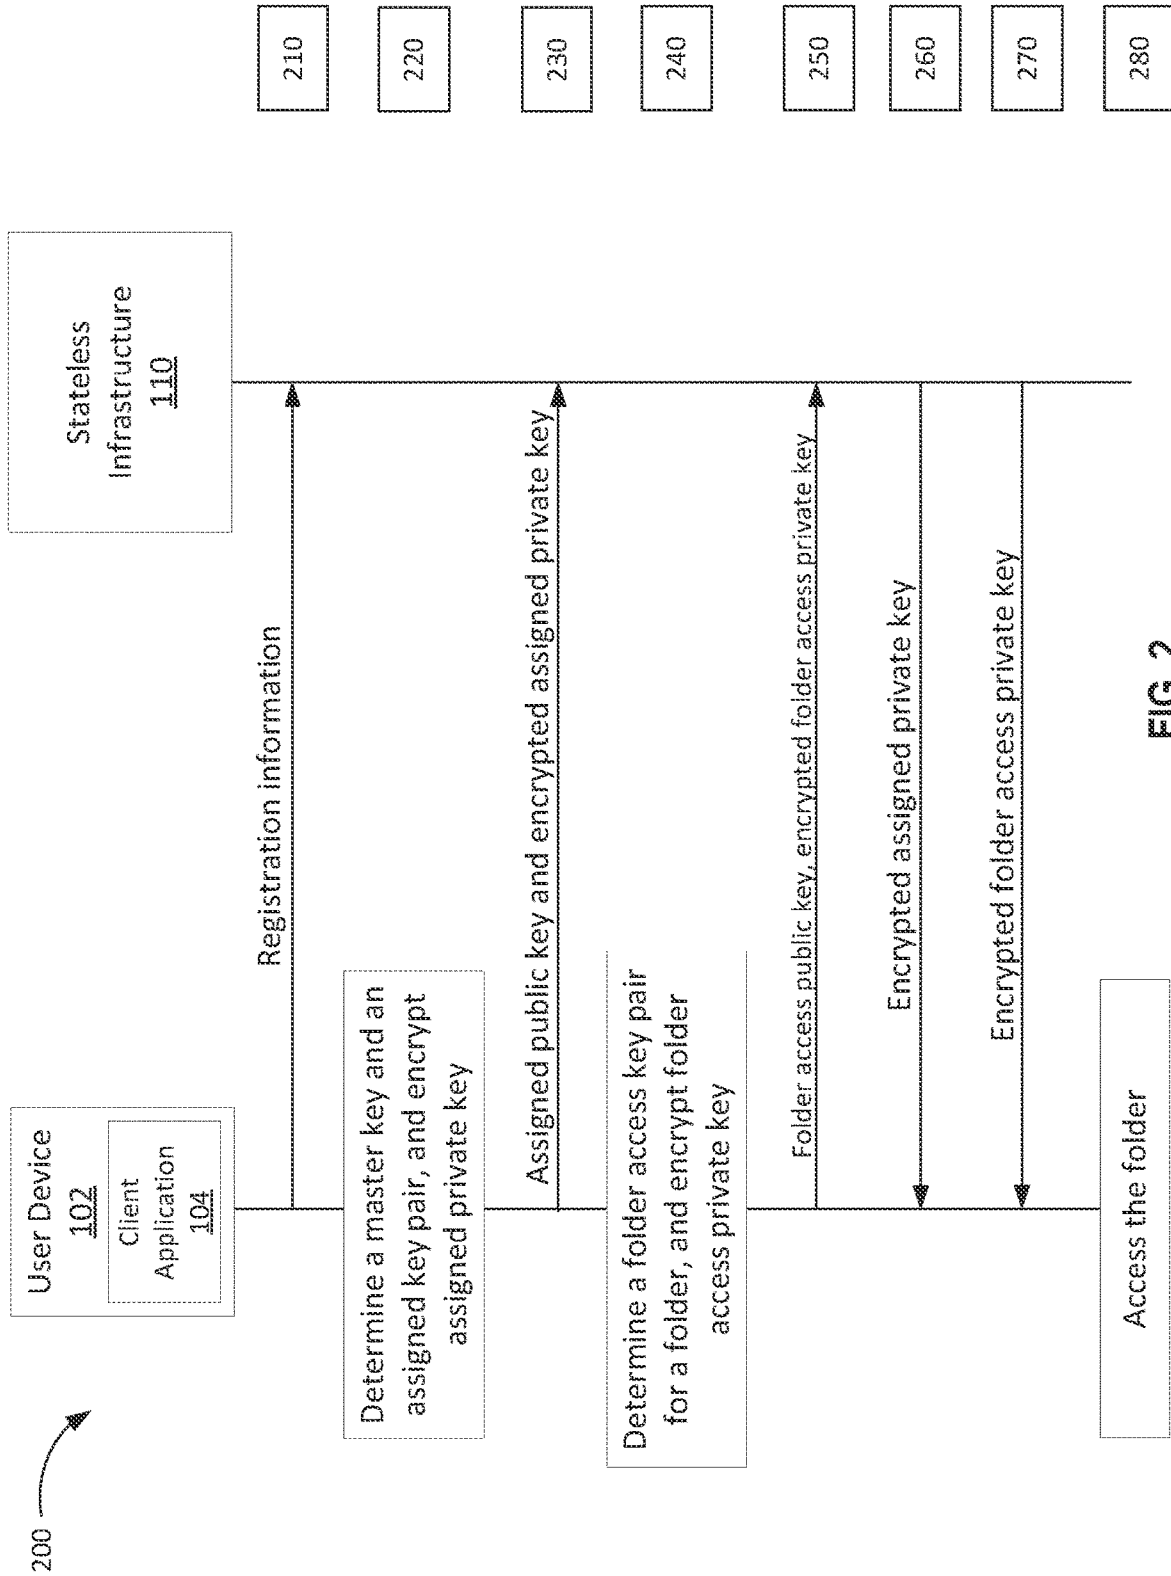 200
User Device
102
Client
Application
104
Stateless
Infrastructure
110
Registration information
210
Determine a master key and an
assigned key pair, and encrypt
assigned private key
220
Assigned public key and encrypted assigned private key
230
Determine a folder access key pair
for a folder, and encrypt folder
access private key
240
Folder access public key, encrypted folder access private key
250
Encrypted assigned private key
260
Encrypted folder access private key
270
Access the folder
280
FIG. 2